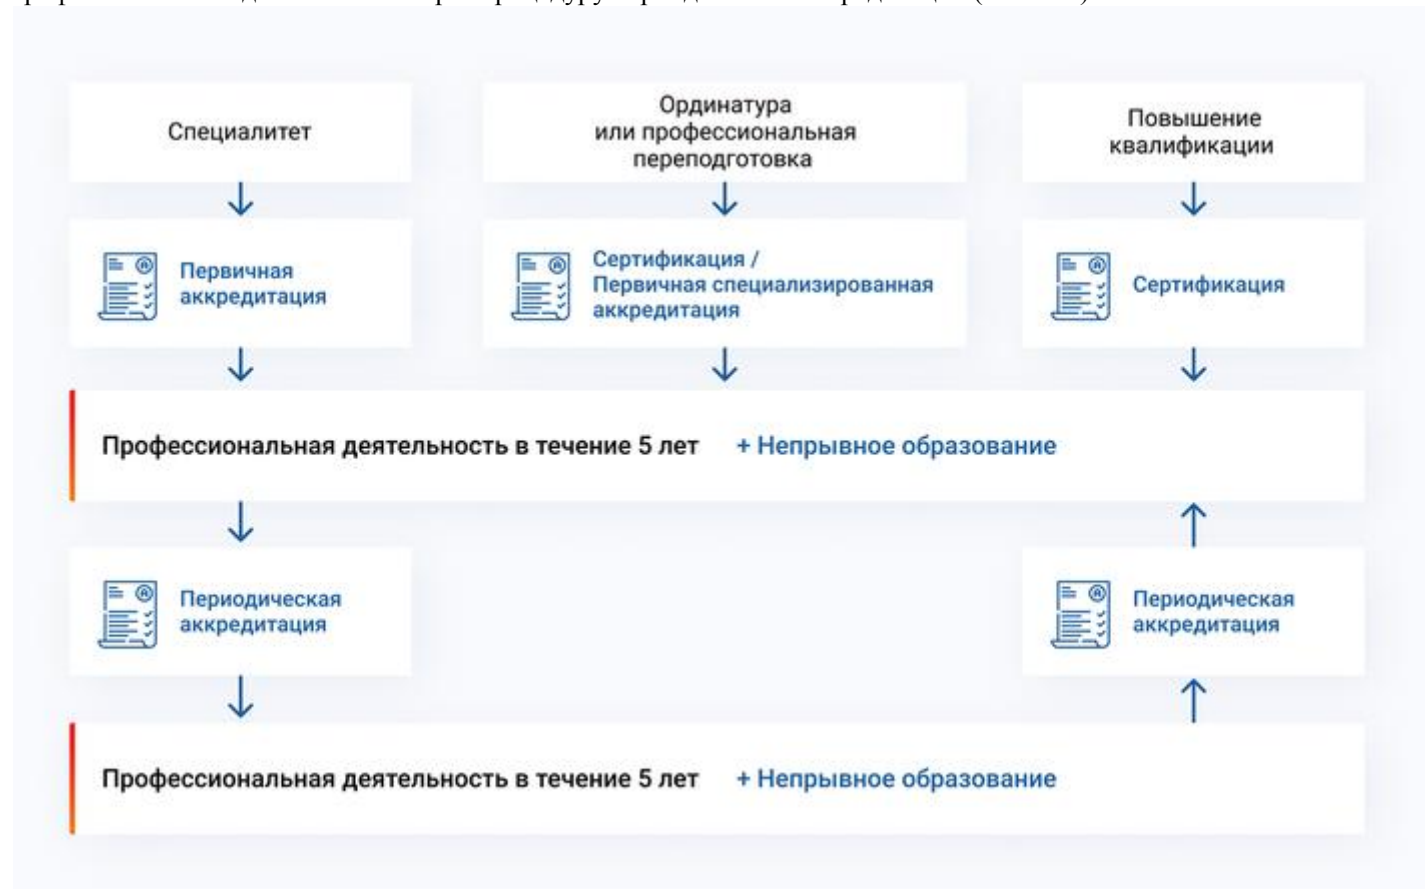 Специалитет
Ординатура
или профессиональная
переподготовка
Повышение
квалификации
Первичная
аккредитация
Сертификация /
Первичная специализированная
аккредитация
Сертификация
Профессиональная деятельность в течение 5 лет + Непрывное образование
Периодическая
аккредитация
Периодическая
аккредитация
Профессиональная деятельность в течение 5 лет + Непрывное образование